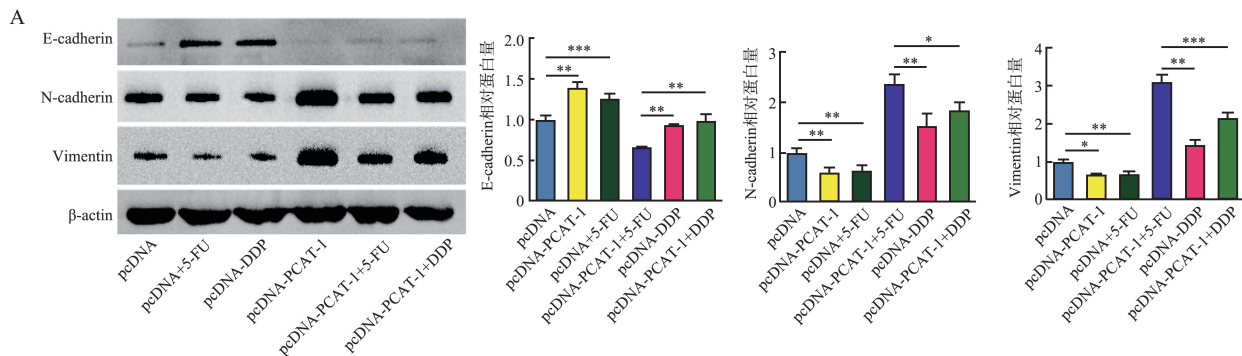 A
E-cadherin
N-cadherin
Vimentin
β-actin
pcDNA
pcDNA+5-FU
pcDNA-DDP
pcDNA-PCAT-1
pcDNA-PCAT-1+5-FU
pcDNA-PCAT-1+DDP
E-cadherin相对蛋白量
2.0
1.5
1.0
0.5
0
***
**
**
**
pcDNA
pcDNA-PCAT-1
pcDNA+5-FU
pcDNA-PCAT-1+5-FU
pcDNA-DDP
pcDNA-PCAT-1+DDP
N-cadherin相对蛋白量
3
2
1
0
**
**
*
**
pcDNA
pcDNA-PCAT-1
pcDNA+5-FU
pcDNA-PCAT-1+5-FU
pcDNA-DDP
pcDNA-PCAT-1+DDP
Vimentin相对蛋白量
4
3
2
1
0
**
*
***
**
pcDNA
pcDNA-PCAT-1
pcDNA+5-FU
pcDNA-PCAT-1+5-FU
pcDNA-DDP
pcDNA-PCAT-1+DDP